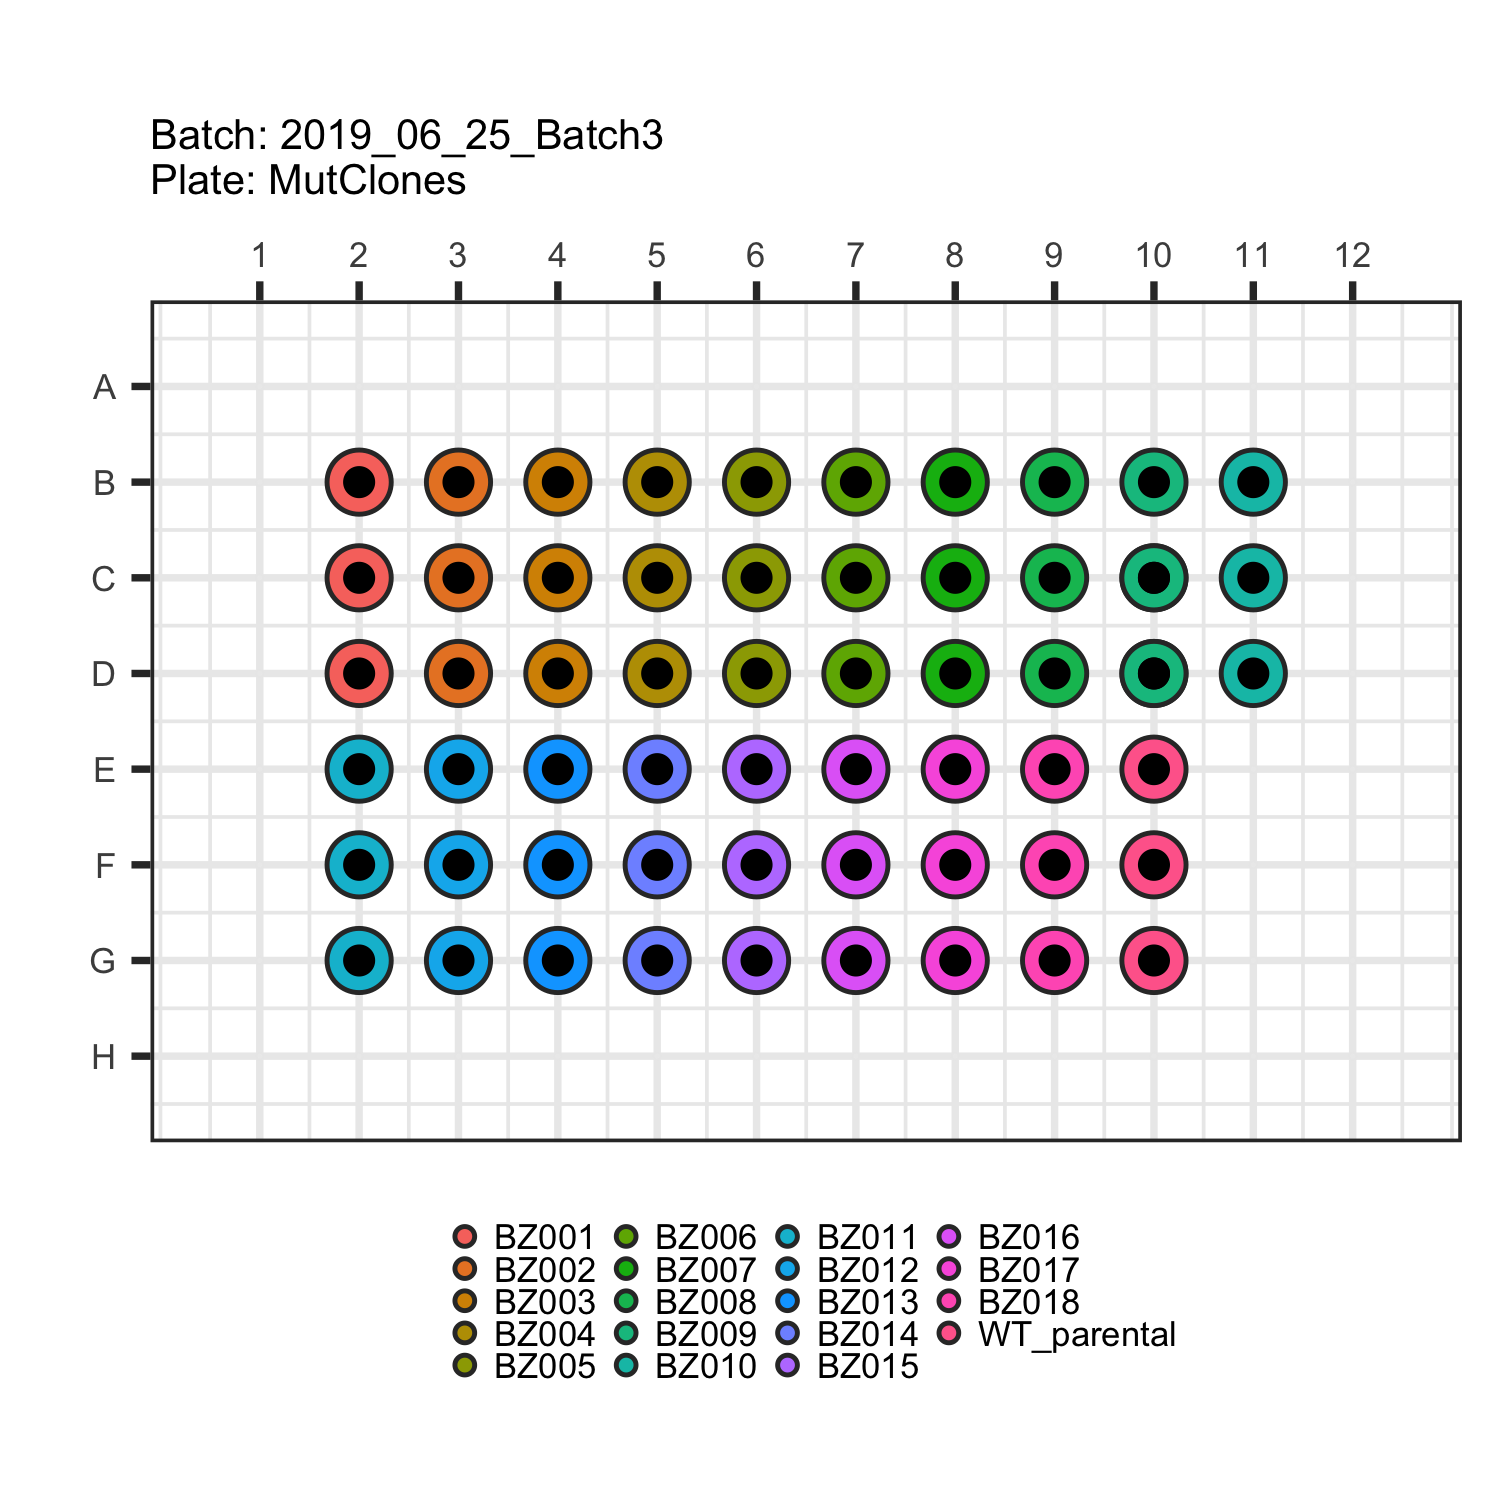 Batch: 2019_06_25_Batch3
Plate: MutClones
1 2 3 4 5 6 7 8 9 10 11 12
A
B
C
D
E
F
G
H
BZ001 BZ006 BZ011 BZ016
BZ002 BZ007 BZ012 BZ017
BZ003 BZ008 BZ013 BZ018
BZ004 BZ009 BZ014 WT_parental
BZ005 BZ010 BZ015